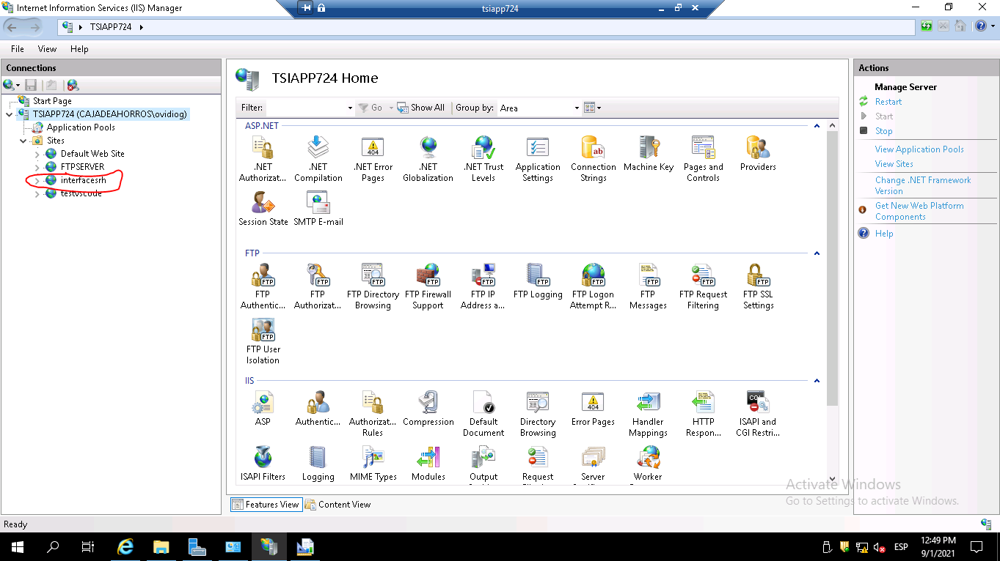 Internet Information Services (IIS) Manager
tsiapp724
TSIAPP724
File View Help
Connections
Start Page
TSIAPP724 (CAJADEAHORROS\ovidiog)
Application Pools
Sites
Default Web Site
FTPSERVER
interfacesrh
testvscode
TSIAPP724 Home
Filter: Go Show All Group by: Area
ASP.NET
.NET Authorizat...
.NET Compilation
.NET Error Pages
.NET Globalization
.NET Trust Levels
Application Settings
Connection Strings
Machine Key
Pages and Controls
Providers
Session State
SMTP E-mail
FTP
FTP Authentic...
FTP Authorizat...
FTP Directory Browsing
FTP Firewall Support
FTP IP Address a...
FTP Logging
FTP Logon Attempt R...
FTP Messages
FTP Request Filtering
FTP SSL Settings
FTP User Isolation
IIS
ASP
Authentic...
Authorizat... Rules
Compression
Default Document
Directory Browsing
Error Pages
Handler Mappings
HTTP Respon...
ISAPI and CGI Restri...
ISAPI Filters
Logging
MIME Types
Modules
Output
Request
Server
Worker
Features View Content View
Actions
Manage Server
Restart
Start
Stop
View Application Pools
View Sites
Change .NET Framework
Version
Get New Web Platform
Components
Help
Activate Windows
Go to Settings to activate Windows.
Ready
ESP
12:49 PM
9/1/2021